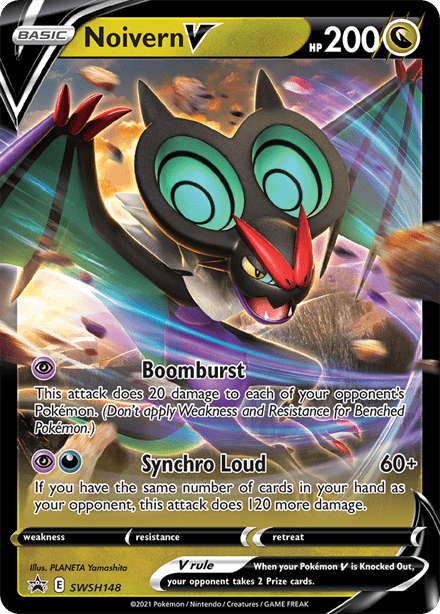 BASIC Noivern V HP 200
Boomburst
This attack does 20 damage to each of your opponent's
Pokémon. (Don't apply Weakness and Resistance for Benched
Pokémon.)
Synchro Loud 60+
If you have the same number of cards in your hand as
your opponent, this attack does 120 more damage.
weakness resistance retreat
Illus. PLANETA Yamashita
E SWSH148
V rule When your Pokémon V is Knocked Out,
your opponent takes 2 Prize cards.
©2021 Pokémon / Nintendo / Creatures / GAME FREAK